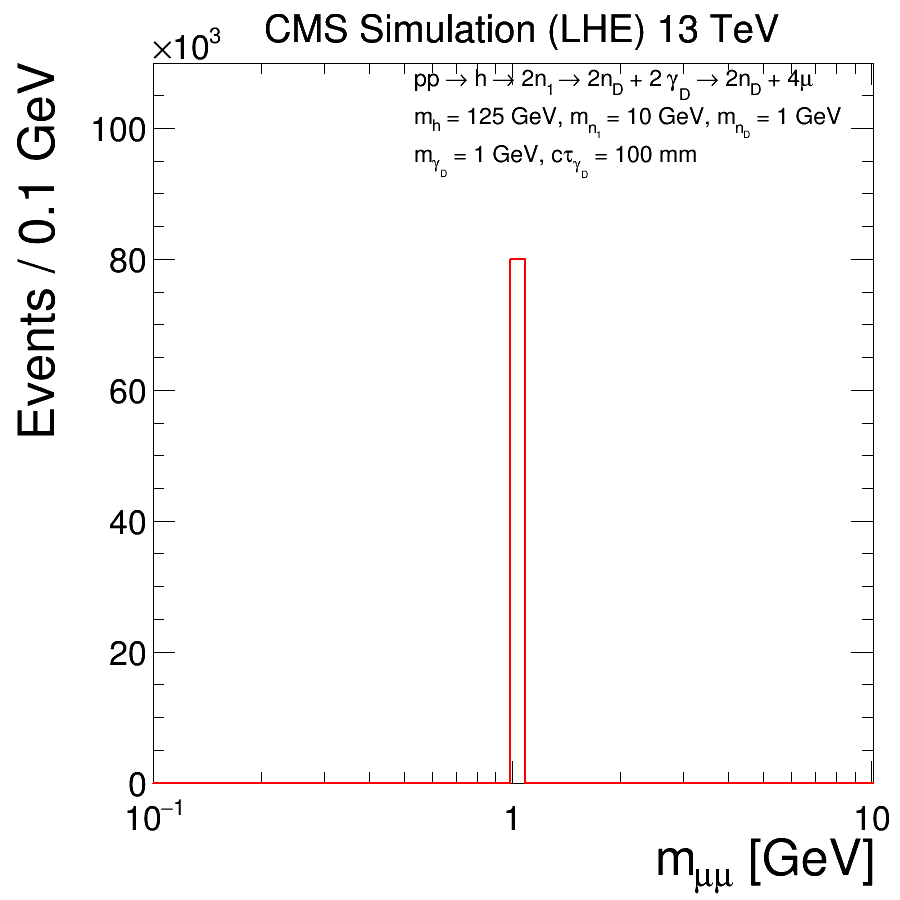 CMS Simulation (LHE) 13 TeV
×10³
pp → h → 2n₁ → 2n_D + 2 γ_D → 2n_D + 4μ
m_h = 125 GeV, m_n₁ = 10 GeV, m_n_D = 1 GeV
m_γ_D = 1 GeV, cτ_γ_D = 100 mm
Events / 0.1 GeV
100
80
60
40
20
0
10⁻¹ 1 10
m_μμ [GeV]